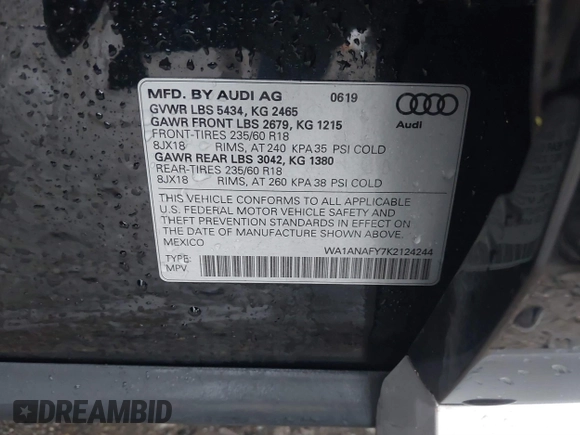 MFD. BY AUDI AG 0619
GVWR LBS 5434, KG 2465
GAWR FRONT LBS 2679, KG 1215
FRONT-TIRES 235/60 R18
8JX18 RIMS, AT 240 KPA 35 PSI COLD
GAWR REAR LBS 3042, KG 1380
REAR-TIRES 235/60 R18
8JX18 RIMS, AT 260 KPA 38 PSI COLD
Audi
THIS VEHICLE CONFORMS TO ALL APPLICABLE
U.S. FEDERAL MOTOR VEHICLE SAFETY AND
THEFT PREVENTION STANDARDS IN EFFECT ON
THE DATE OF MANUFACTURE SHOWN ABOVE.
MEXICO
WA1ANAFY7K2124244
TYPE:
MPV
DREAMBID